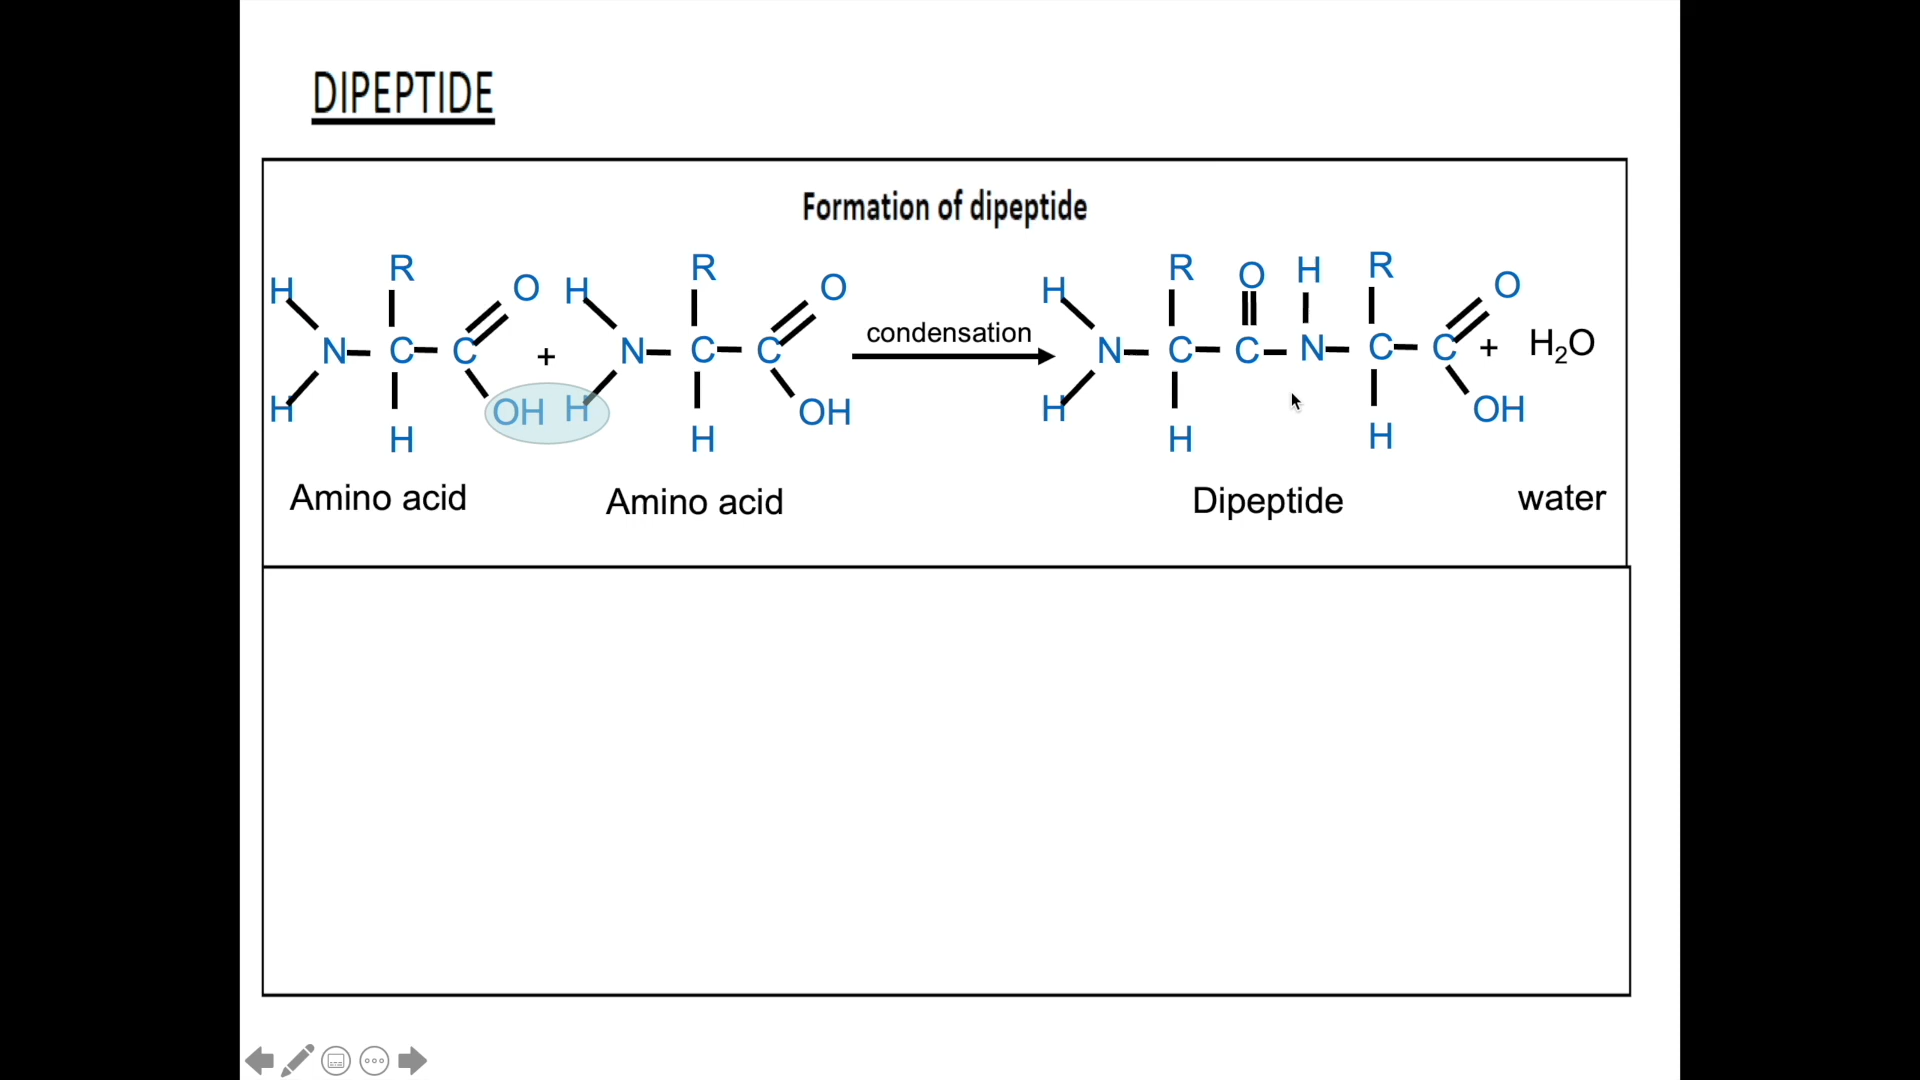 DIPEPTIDE
Formation of dipeptide
R R R O H R
H O H O H O
N C C + N C C condensation N C C N C C + H₂O
H OH H OH H OH
H H H H
Amino acid Amino acid Dipeptide water